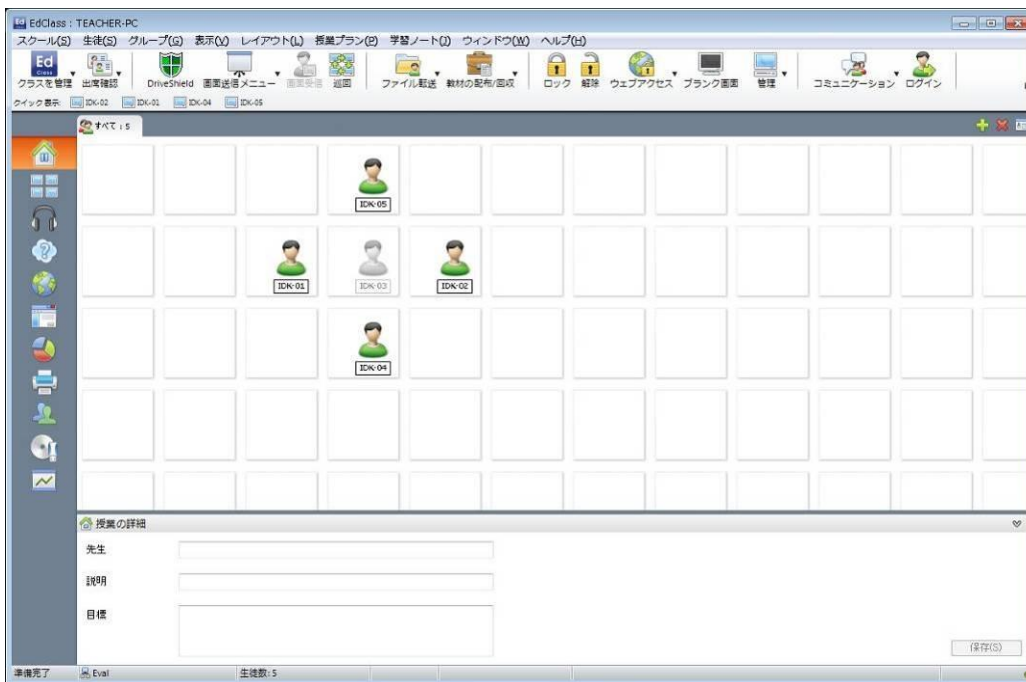 EdClass : TEACHER-PC
スクール(S) 生徒(S) グループ(G) 表示(V) レイアウト(L) 授業プラン(P) 学習ノート(J) ウィンドウ(W) ヘルプ(H)
Ed
Class
クラスを管理 出席確認 DriveShield 画面送信メニュー 画面受信 巡回 ファイル転送 教材の配布/回収 ロック 解除 ウェブアクセス ブランク画面 管理 コミュニケーション ログイン
クイック表示: IDK-02 IDK-01 IDK-04 IDK-05
すべて : 5
IDK-05
IDK-01 IDK-03 IDK-02
IDK-04
授業の詳細
先生
説明
目標
保存(S)
準備完了 Eval 生徒数: 5